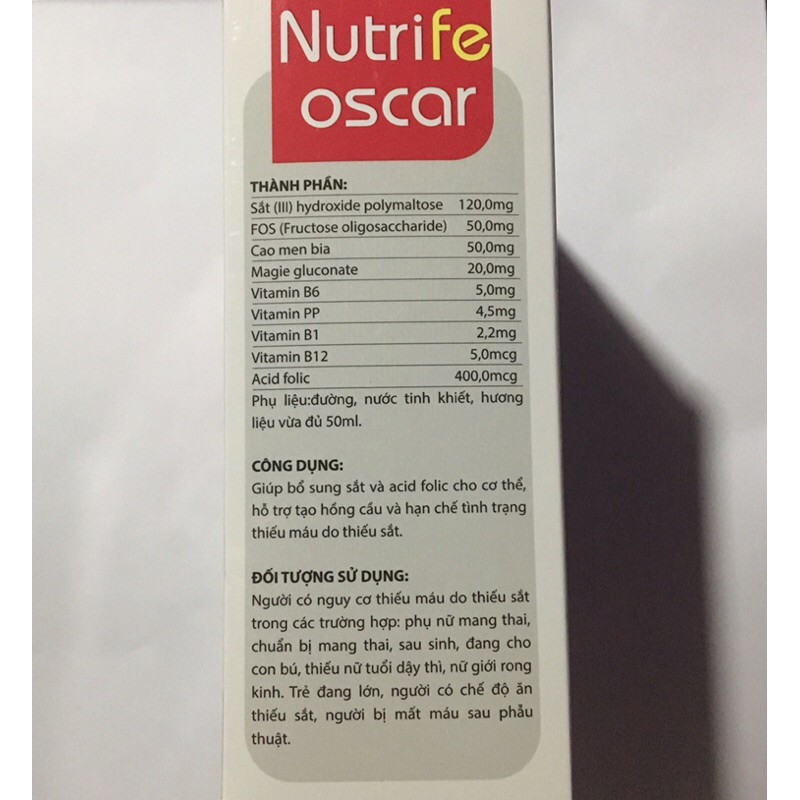 Nutrife
oscar
THÀNH PHẦN:
Sắt (III) hydroxide polymaltose 120,0mg
FOS (Fructose oligosaccharide) 50,0mg
Cao men bia 50,0mg
Magie gluconate 20,0mg
Vitamin B6 5,0mg
Vitamin PP 4,5mg
Vitamin B1 2,2mg
Vitamin B12 5,0mcg
Acid folic 400,0mcg
Phụ liệu:đường, nước tinh khiết, hương
liệu vừa đủ 50ml.
CÔNG DỤNG:
Giúp bổ sung sắt và acid folic cho cơ thể,
hỗ trợ tạo hồng cầu và hạn chế tình trạng
thiếu máu do thiếu sắt.
ĐỐI TƯỢNG SỬ DỤNG:
Người có nguy cơ thiếu máu do thiếu sắt
trong các trường hợp: phụ nữ mang thai,
chuẩn bị mang thai, sau sinh, đang cho
con bú, thiếu nữ tuổi dậy thì, nữ giới rong
kinh. Trẻ đang lớn, người có chế độ ăn
thiếu sắt, người bị mất máu sau phẫu
thuật.